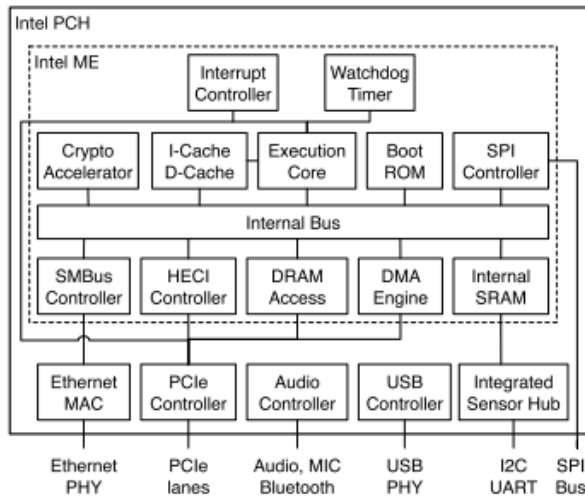 Intel PCH
Intel ME
Interrupt
Controller
Watchdog
Timer
Crypto
Accelerator
I-Cache
D-Cache
Execution
Core
Boot
ROM
SPI
Controller
Internal Bus
SMBus
Controller
HECI
Controller
DRAM
Access
DMA
Engine
Internal
SRAM
Ethernet
MAC
PCIe
Controller
Audio
Controller
USB
Controller
Integrated
Sensor Hub
Ethernet
PHY
PCIe
lanes
Audio, MIC
Bluetooth
USB
PHY
I2C
UART
SPI
Bus